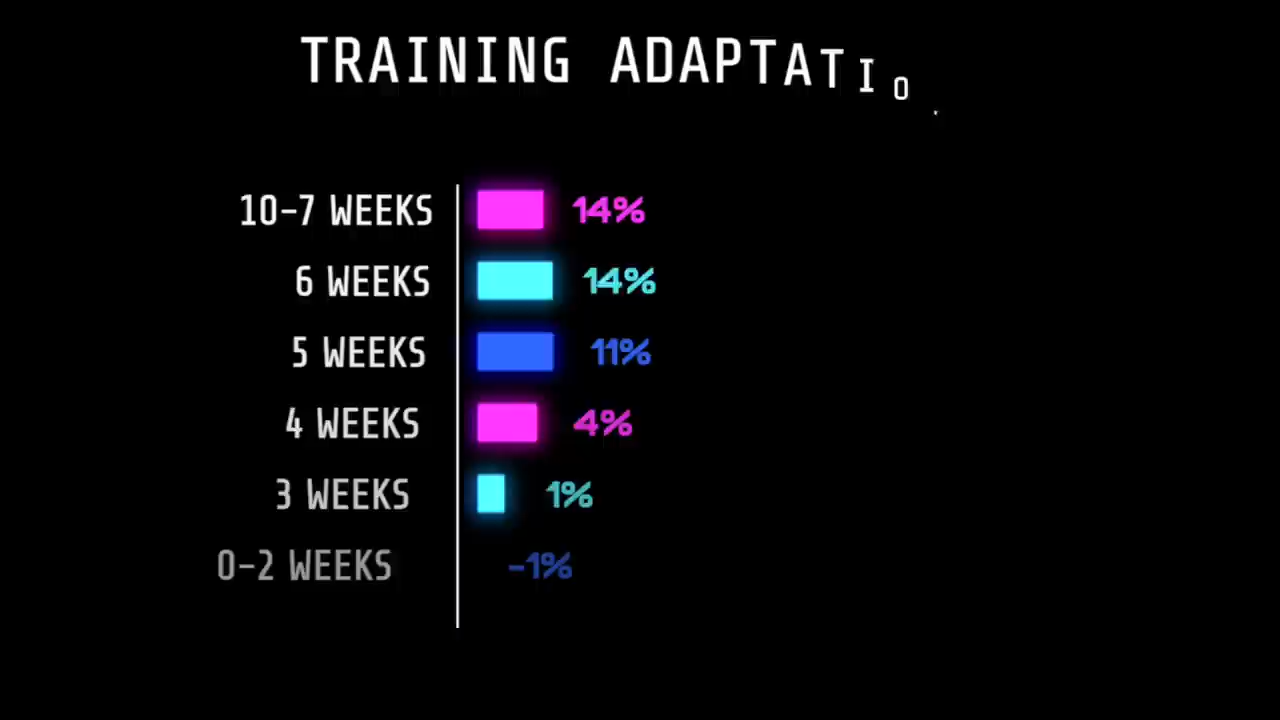 TRAINING ADAPTATIO
10-7 WEEKS 14%
6 WEEKS 14%
5 WEEKS 11%
4 WEEKS 4%
3 WEEKS 1%
0-2 WEEKS -1%